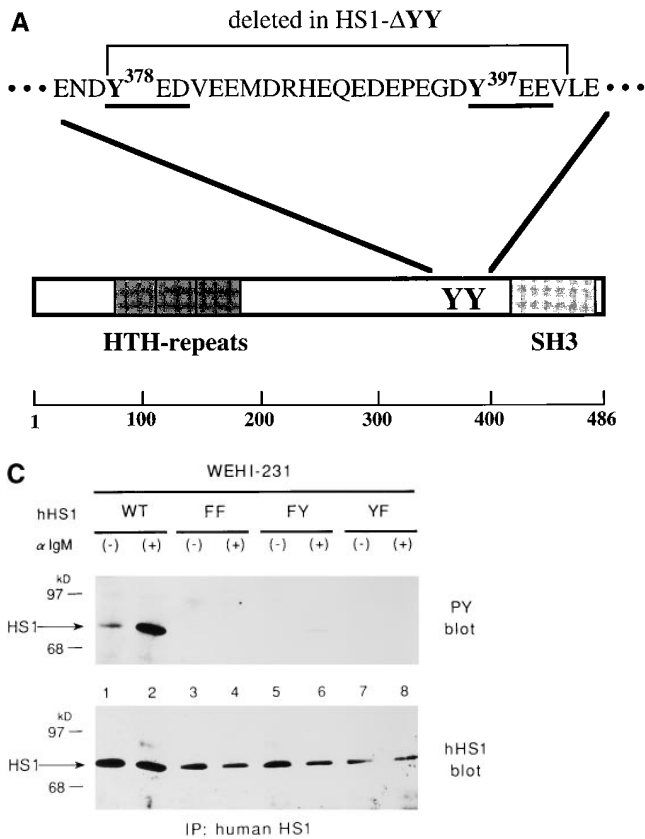 A
deleted in HS1-ΔYY
•••ENDY378EDVEEMDRHEQEDEPEGDY397EEVLE•••
YY
HTH-repeats SH3
1 100 200 300 400 486
C
WEHI-231
hHS1 WT FF FY YF
α IgM (-) (+) (-) (+) (-) (+) (-) (+)
kD
97
HS1
68
PY
blot
1 2 3 4 5 6 7 8
kD
97
HS1
68
hHS1
blot
IP: human HS1